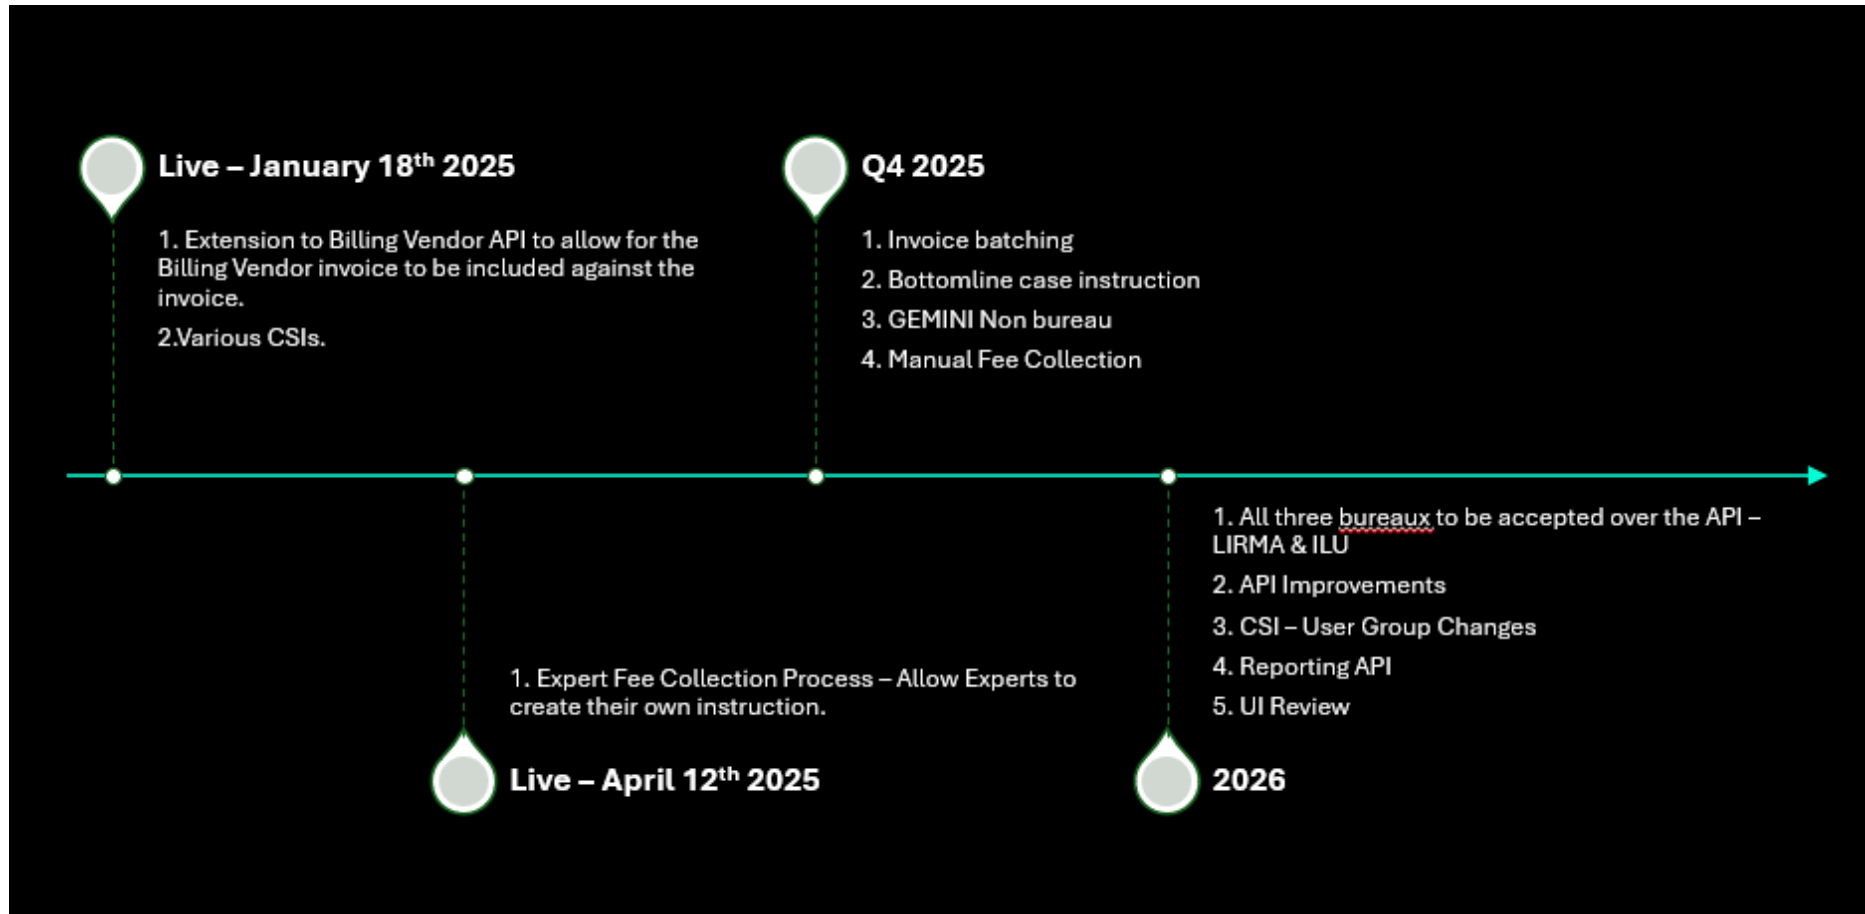 Live – January 18th 2025
1. Extension to Billing Vendor API to allow for the
Billing Vendor invoice to be included against the
invoice.
2.Various CSIs.
Q4 2025
1. Invoice batching
2. Bottomline case instruction
3. GEMINI Non bureau
4. Manual Fee Collection
1. Expert Fee Collection Process – Allow Experts to
create their own instruction.
Live – April 12th 2025
1. All three bureaux to be accepted over the API –
LIRMA & ILU
2. API Improvements
3. CSI – User Group Changes
4. Reporting API
5. UI Review
2026